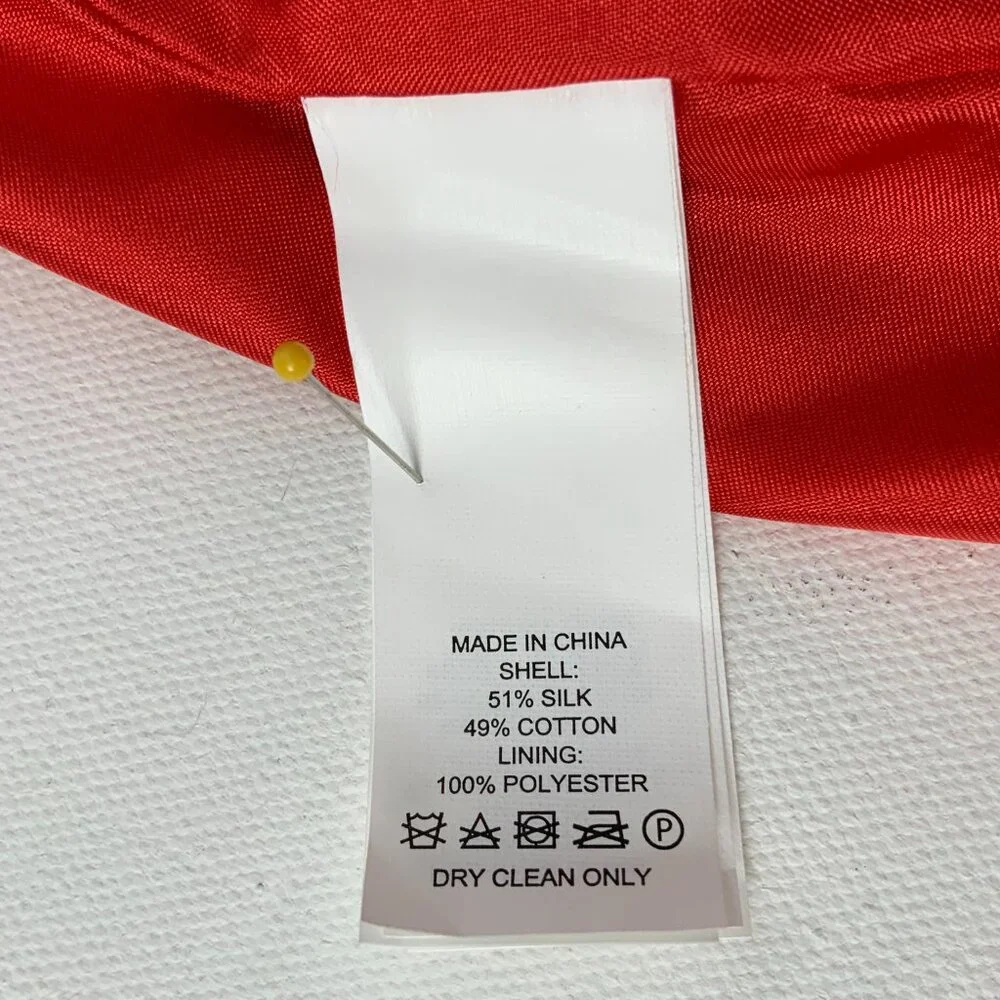 MADE IN CHINA
SHELL:
51% SILK
49% COTTON
LINING:
100% POLYESTER
P
DRY CLEAN ONLY